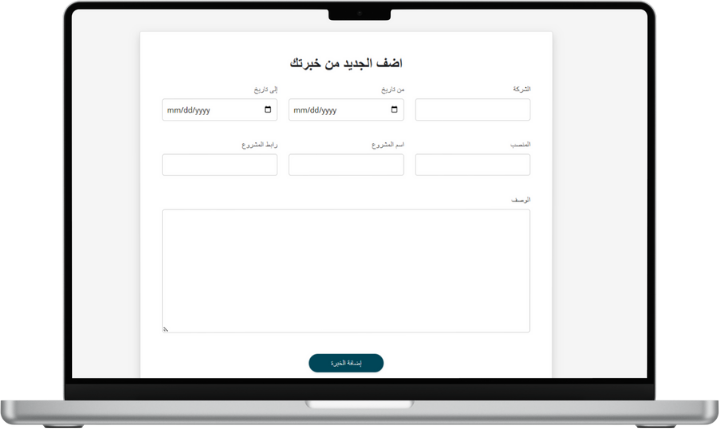 اضف الجديد من خبرتك
الشركة
من تاريخ
إلى تاريخ
mm/dd/yyyy
mm/dd/yyyy
المنصب
اسم المشروع
رابط المشروع
الوصف
إضافة الخبرة